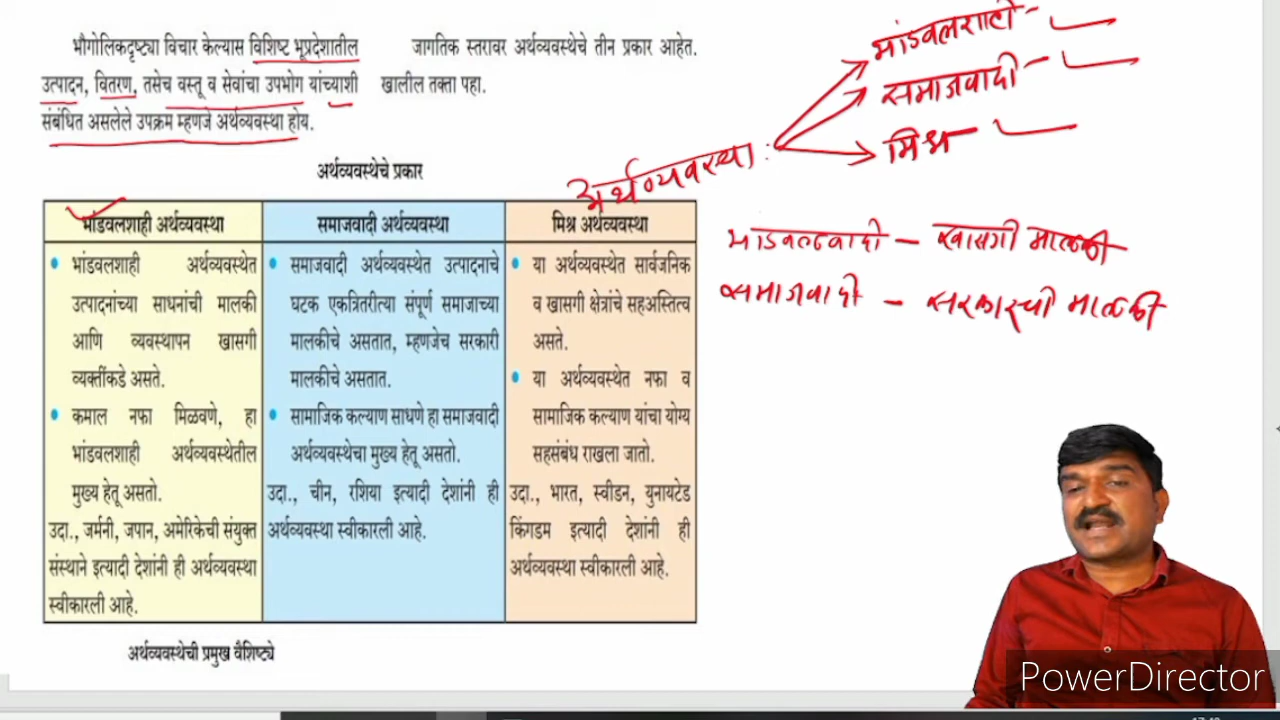 भौगोलिकदृष्ट्या विचार केल्यास विशिष्ट भूप्रदेशातील
उत्पादन, वितरण, तसेच वस्तू व सेवांचा उपभोग यांच्याशी
संबंधित असलेले उपक्रम म्हणजे अर्थव्यवस्था होय.
जागतिक स्तरावर अर्थव्यवस्थेचे तीन प्रकार आहेत.
खालील तक्ता पहा.
अर्थव्यवस्था :
भांडवलशाही
समाजवादी
मिश्र
अर्थव्यवस्थेचे प्रकार
भांडवलशाही अर्थव्यवस्था
• भांडवलशाही अर्थव्यवस्थेत
उत्पादनांच्या साधनांची मालकी
आणि व्यवस्थापन खासगी
व्यक्तींकडे असते.
• कमाल नफा मिळवणे, हा
भांडवलशाही अर्थव्यवस्थेतील
मुख्य हेतू असतो.
उदा., जर्मनी, जपान, अमेरिकेची संयुक्त
संस्थाने इत्यादी देशांनी ही अर्थव्यवस्था
स्वीकारली आहे.
समाजवादी अर्थव्यवस्था
• समाजवादी अर्थव्यवस्थेत उत्पादनाचे
घटक एकत्रितरीत्या संपूर्ण समाजाच्या
मालकीचे असतात, म्हणजेच सरकारी
मालकीचे असतात.
• सामाजिक कल्याण साधणे हा समाजवादी
अर्थव्यवस्थेचा मुख्य हेतू असतो.
उदा., चीन, रशिया इत्यादी देशांनी ही
अर्थव्यवस्था स्वीकारली आहे.
मिश्र अर्थव्यवस्था
• या अर्थव्यवस्थेत सार्वजनिक
व खासगी क्षेत्रांचे सहअस्तित्व
असते.
• या अर्थव्यवस्थेत नफा व
सामाजिक कल्याण यांचा योग्य
सहसंबंध राखला जातो.
उदा., भारत, स्वीडन, युनायटेड
किंगडम इत्यादी देशांनी ही
अर्थव्यवस्था स्वीकारली आहे.
भांडवलवादी – खासगी मालकी
समाजवादी – सरकारची मालकी
अर्थव्यवस्थेची प्रमुख वैशिष्ट्ये
PowerDirector